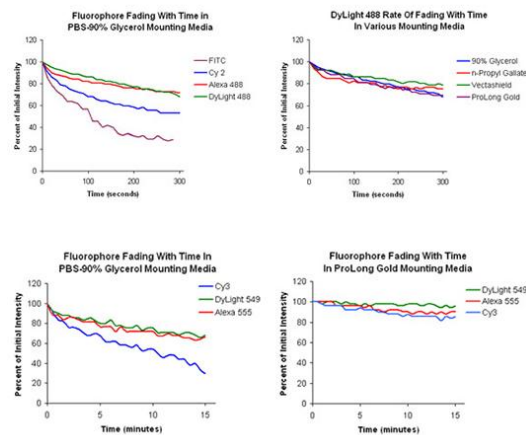 Fluorophore Fading With Time in
PBS-90% Glycerol Mounting Media
Percent of Initial Intensity
120
100
80
60
40
20
0
0
100
200
300
Time (seconds)
FITC
Cy 2
Alexa 488
DyLight 488
DyLight 488 Rate Of Fading With Time
In Various Mounting Media
Percent of Initial Intensity
120
100
80
60
40
20
0
0
100
200
300
Time (seconds)
90% Glycerol
n-Propyl Gallate
Vectashield
ProLong Gold
Fluorophore Fading With Time In
PBS-90% Glycerol Mounting Media
Percent of Initial Intensity
120
100
80
60
40
20
0
0
5
10
15
Time (minutes)
Cy3
DyLight 549
Alexa 555
Fluorophore Fading With Time
In ProLong Gold Mounting Media
Percent of Initial Intensity
120
100
80
60
40
20
0
0
5
10
15
Time (minutes)
DyLight 549
Alexa 555
Cy3